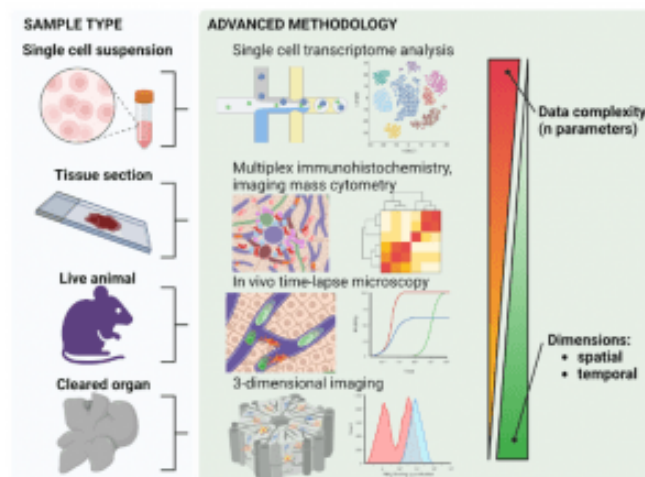 SAMPLE TYPE
ADVANCED METHODOLOGY
Single cell suspension
Single cell transcriptome analysis
Data complexity
(n parameters)
Tissue section
Multiplex immunohistochemistry,
imaging mass cytometry
Live animal
In vivo time-lapse microscopy
Dimensions:
• spatial
• temporal
Cleared organ
3-dimensional imaging